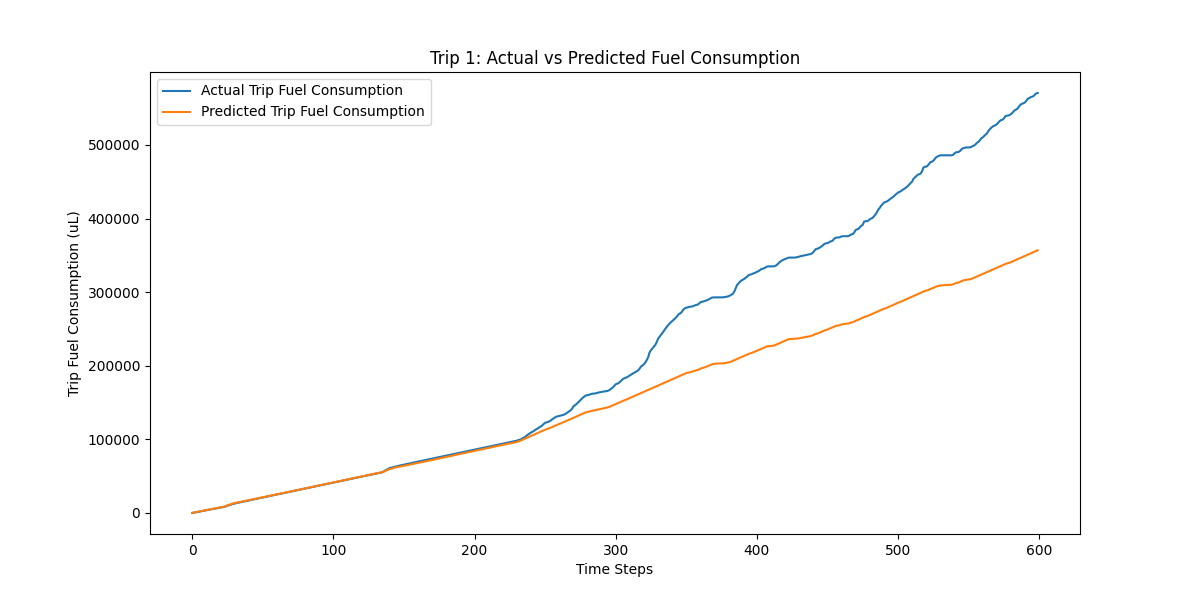 Trip 1: Actual vs Predicted Fuel Consumption
Actual Trip Fuel Consumption
Predicted Trip Fuel Consumption
Trip Fuel Consumption (uL)
500000
400000
300000
200000
100000
0
0 100 200 300 400 500 600
Time Steps